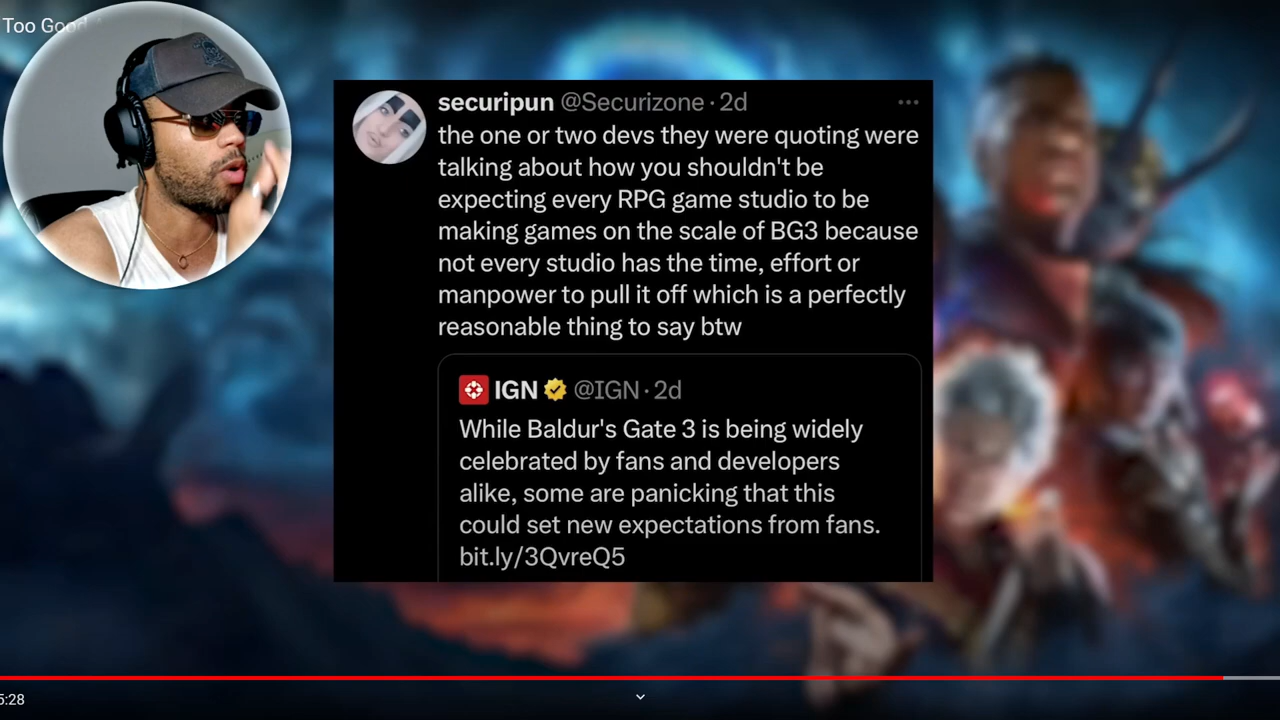 Too Good
securipun @Securizone · 2d
the one or two devs they were quoting were
talking about how you shouldn't be
expecting every RPG game studio to be
making games on the scale of BG3 because
not every studio has the time, effort or
manpower to pull it off which is a perfectly
reasonable thing to say btw
IGN @IGN · 2d
While Baldur's Gate 3 is being widely
celebrated by fans and developers
alike, some are panicking that this
could set new expectations from fans.
bit.ly/3QvreQ5
5:28